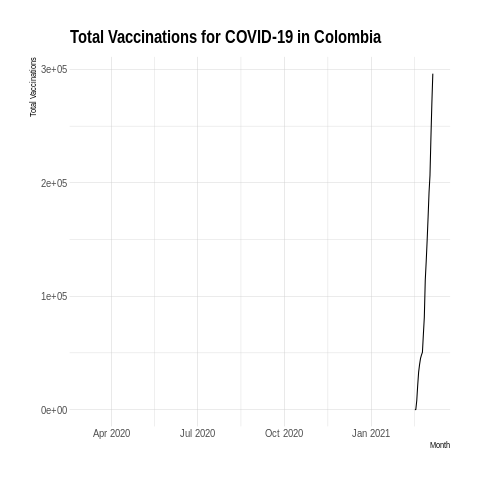 Total Vaccinations for COVID-19 in Colombia
Total Vaccinations
3e+05
2e+05
1e+05
0e+00
Apr 2020
Jul 2020
Oct 2020
Jan 2021
Month